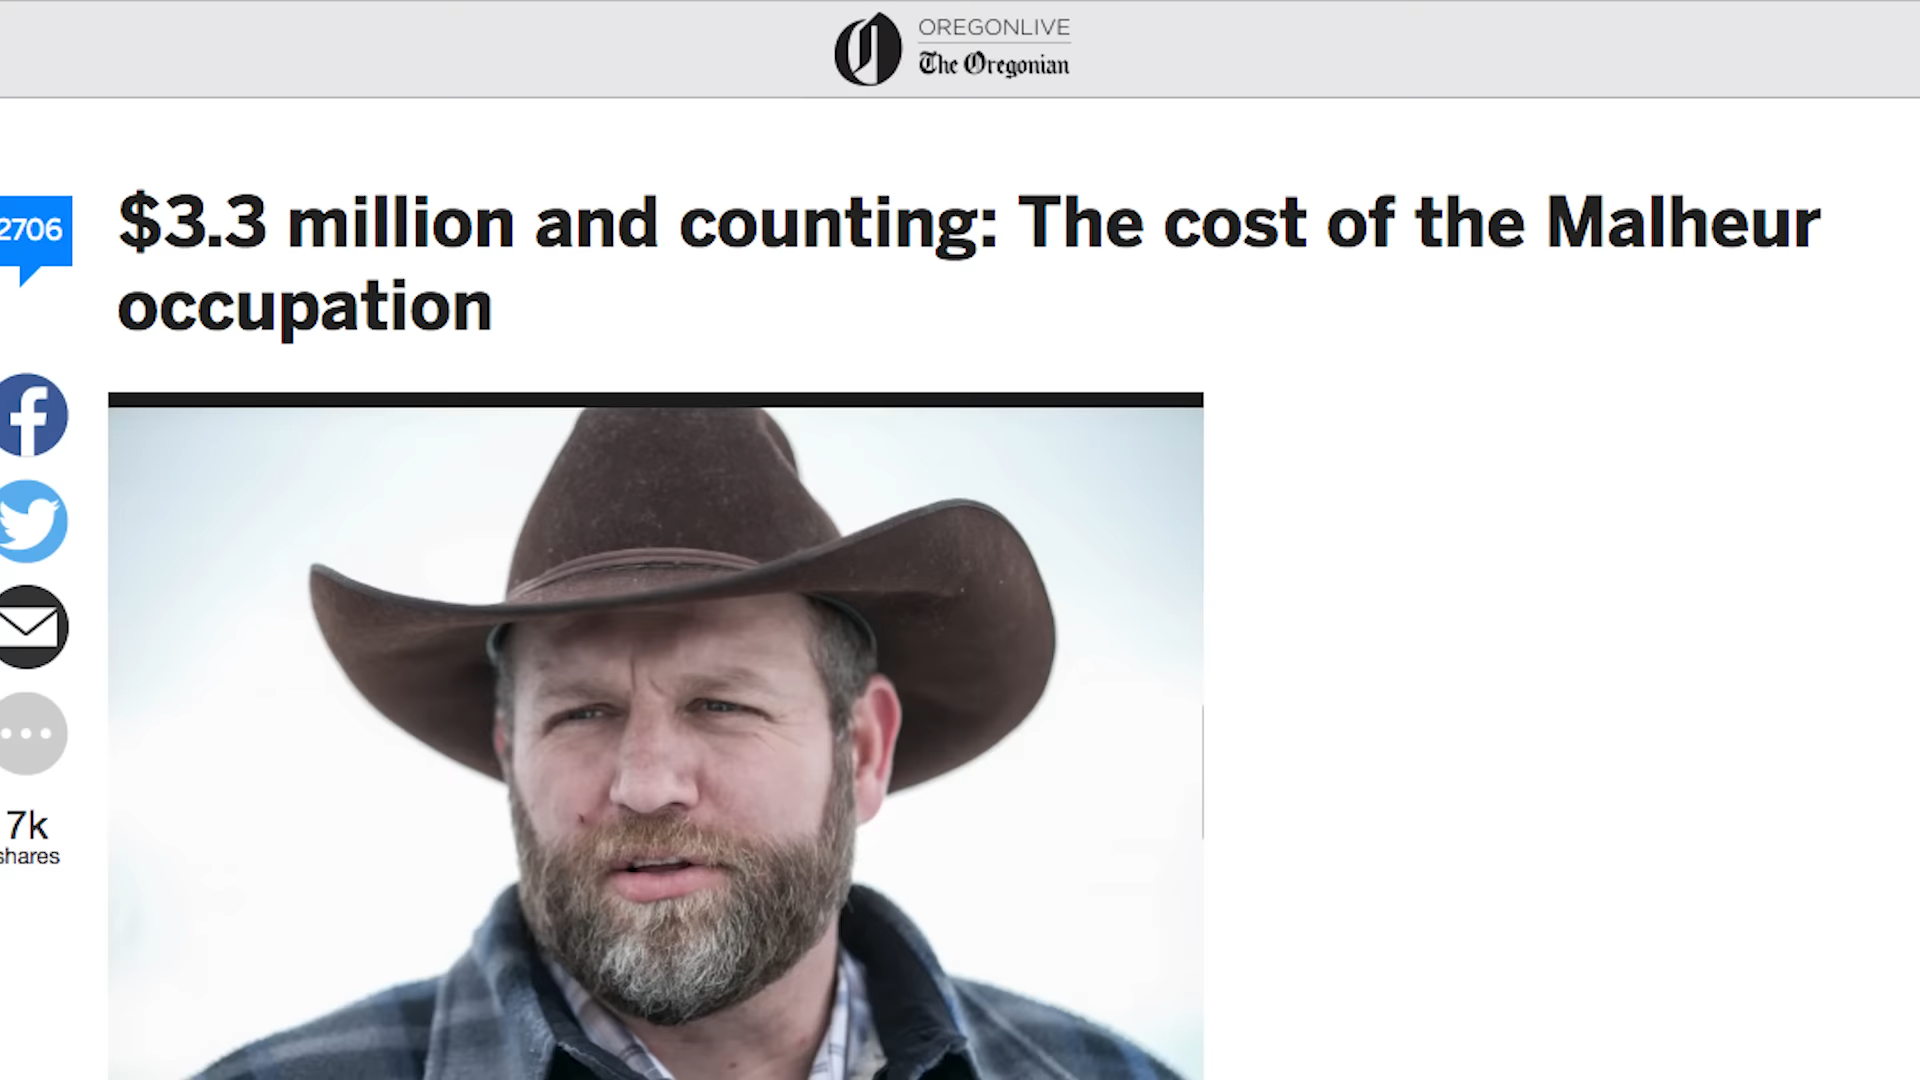 OREGONLIVE
The Oregonian
2706
$3.3 million and counting: The cost of the Malheur
occupation
7k
shares